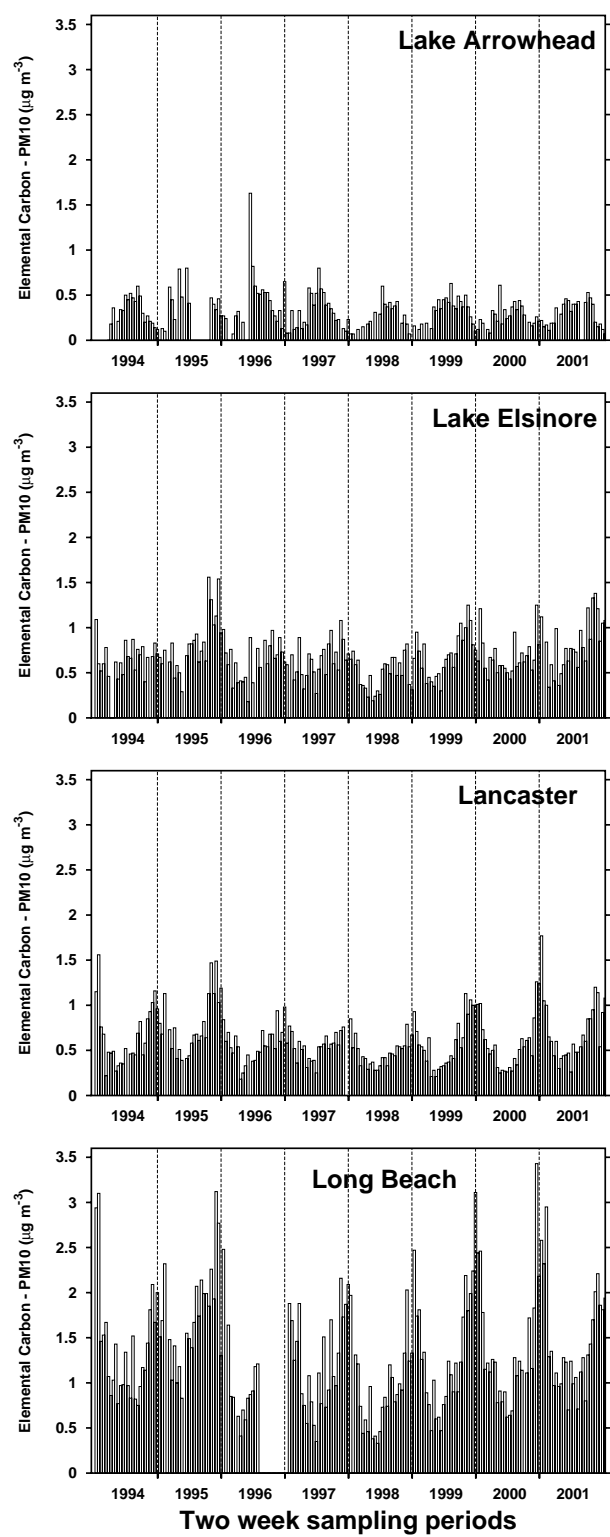 Lake Arrowhead
Elemental Carbon - PM10 (μg m-3)
3.5
3
2.5
2
1.5
1
0.5
0
1994 1995 1996 1997 1998 1999 2000 2001
Lake Elsinore
Elemental Carbon - PM10 (μg m-3)
3.5
3
2.5
2
1.5
1
0.5
0
1994 1995 1996 1997 1998 1999 2000 2001
Lancaster
Elemental Carbon - PM10 (μg m-3)
3.5
3
2.5
2
1.5
1
0.5
0
1994 1995 1996 1997 1998 1999 2000 2001
Long Beach
Elemental Carbon - PM10 (μg m-3)
3.5
3
2.5
2
1.5
1
0.5
0
1994 1995 1996 1997 1998 1999 2000 2001
Two week sampling periods